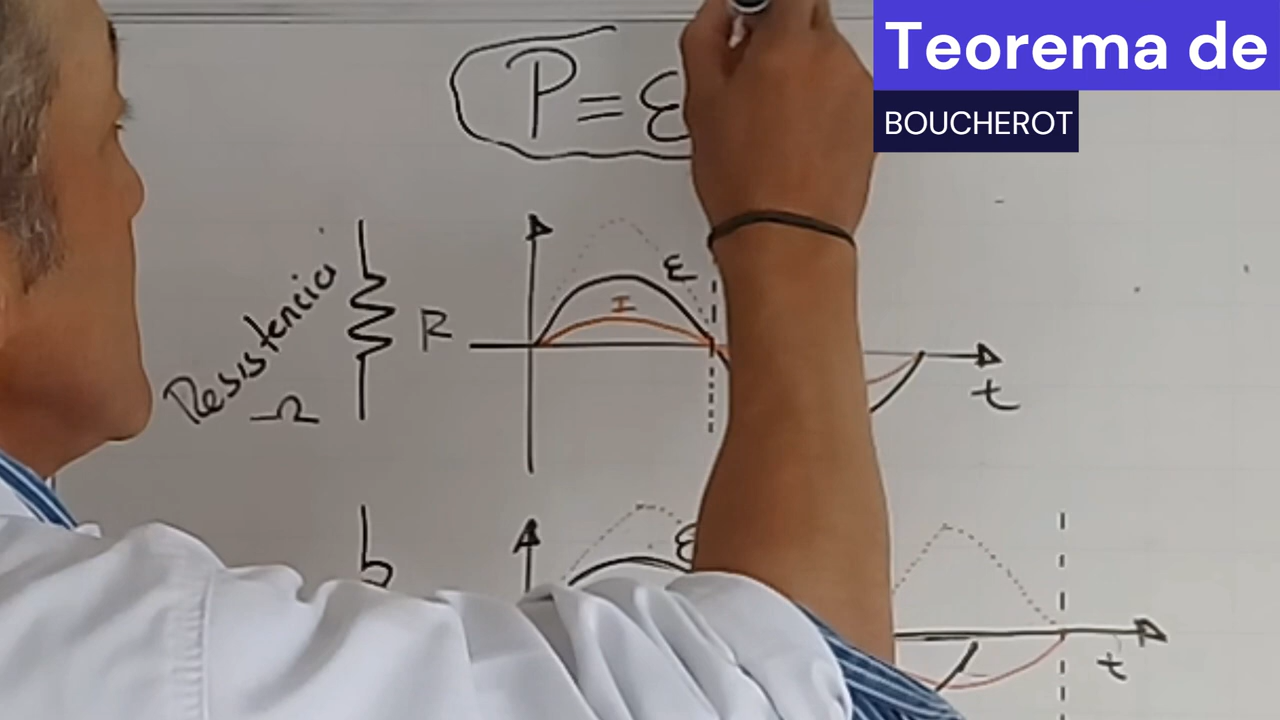 Teorema de
BOUCHEROT
P = ε
ε
I
Resistencia
Ω
R
t
ε
t